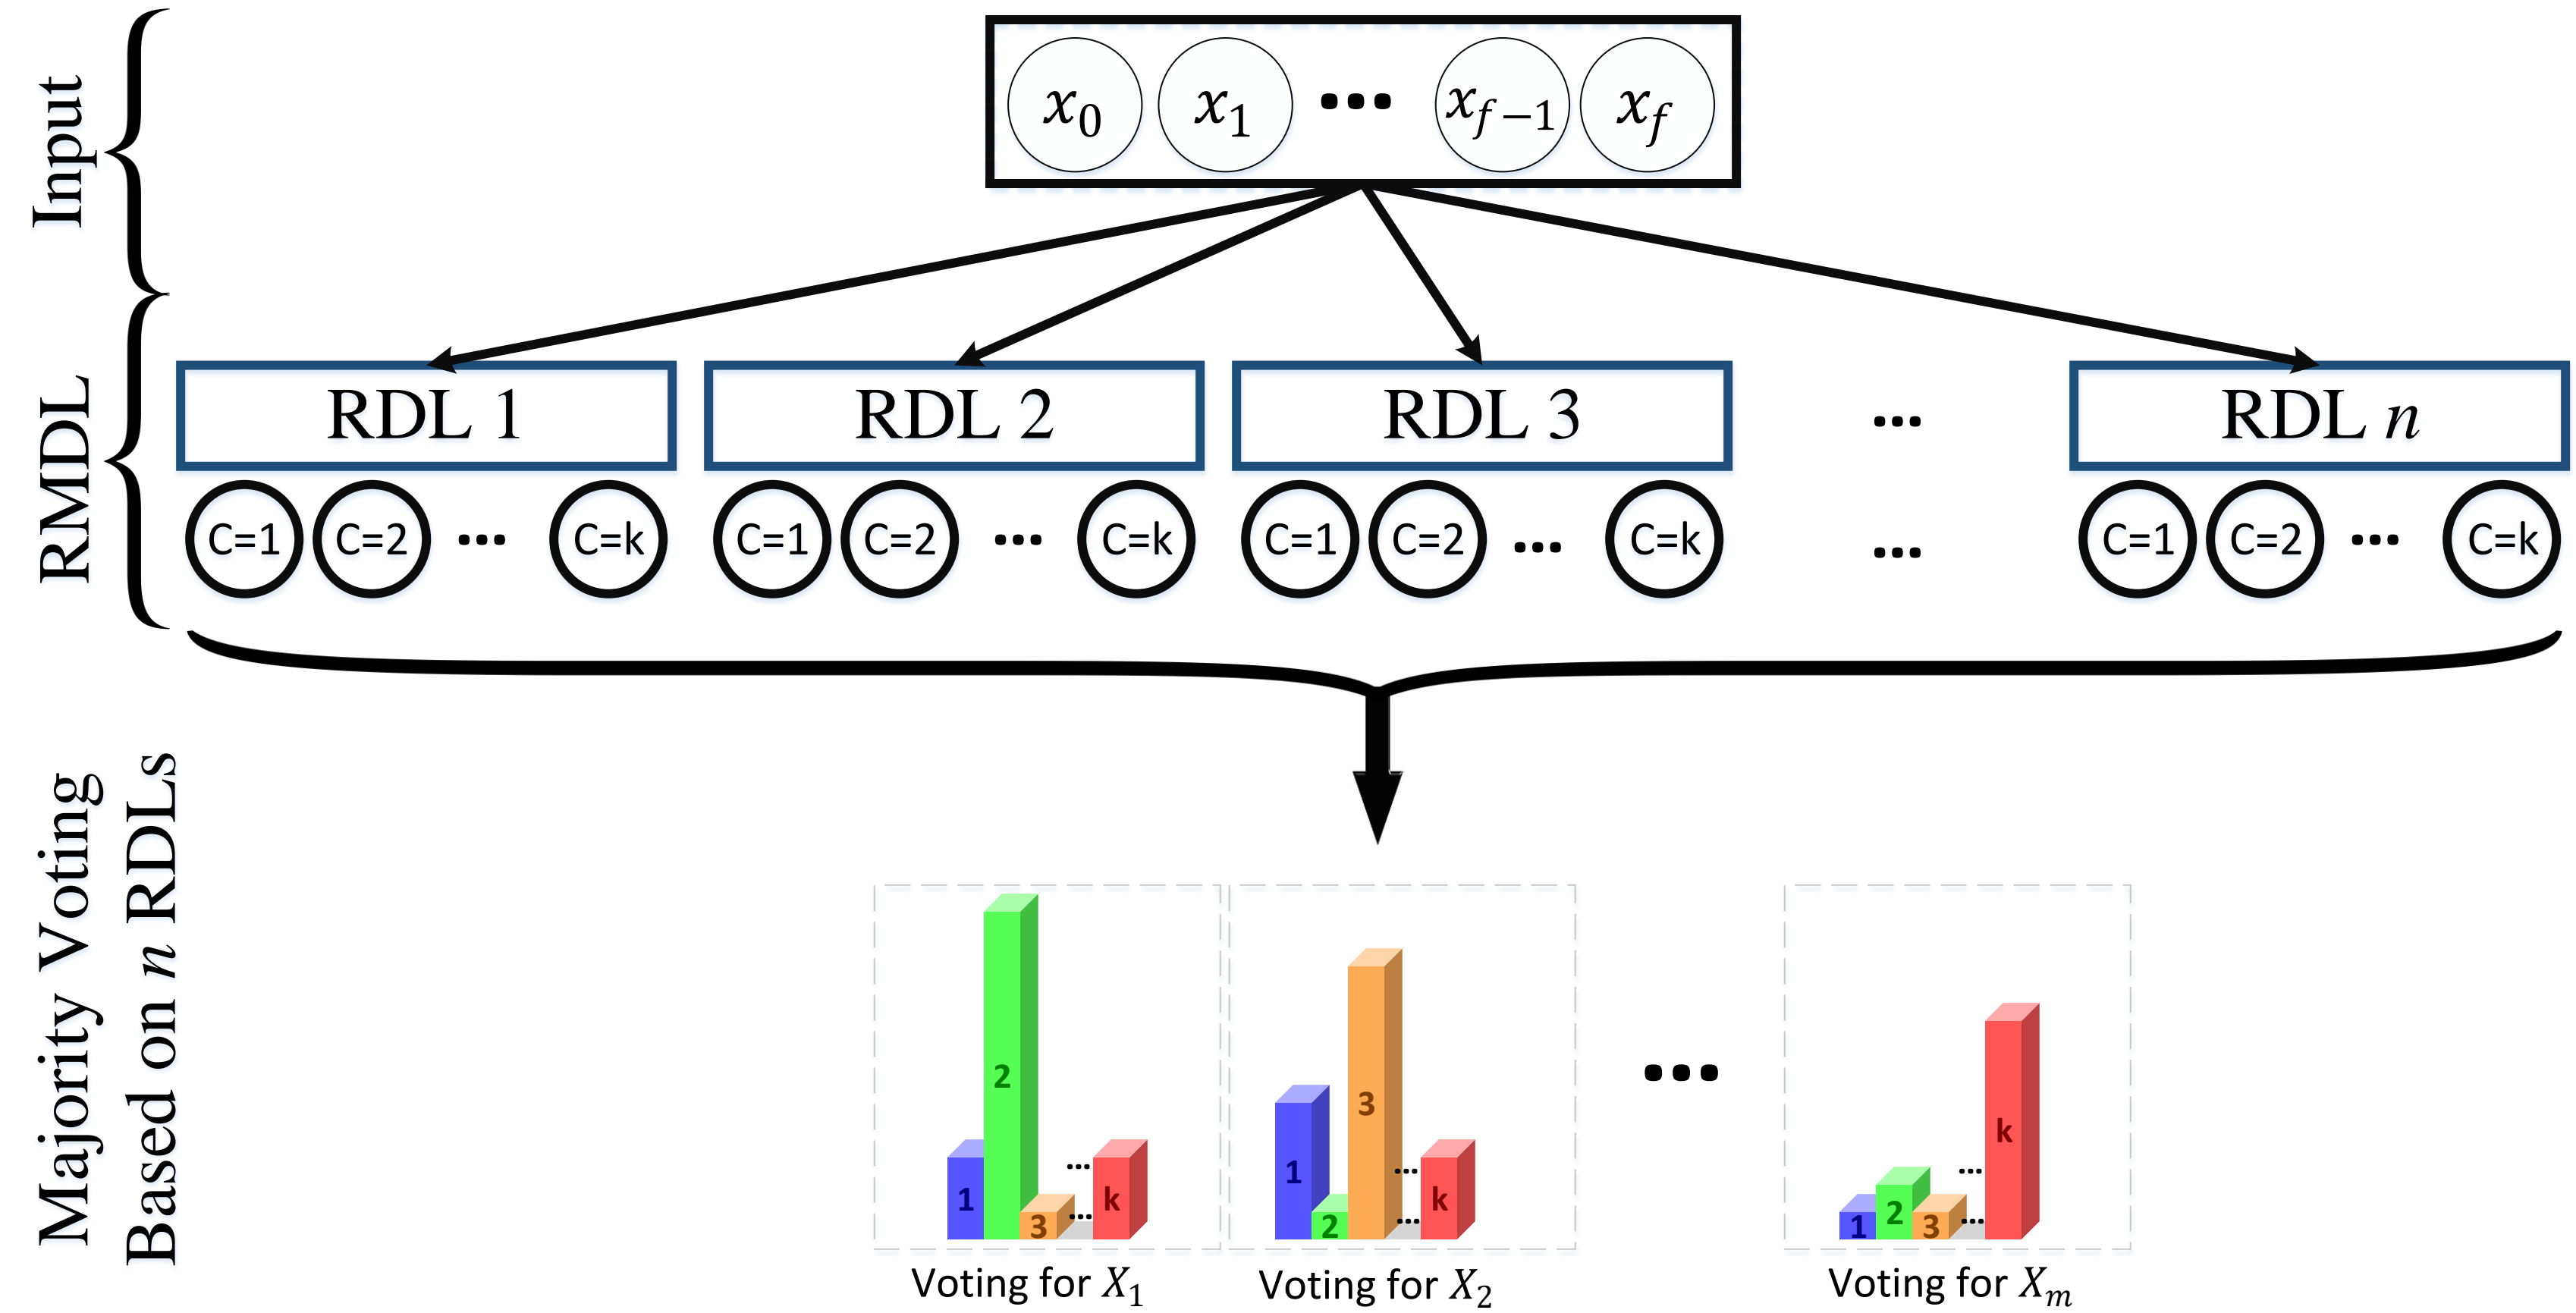 Input
x₀ x₁ ... x_{f−1} x_f
RMDL
RDL 1 RDL 2 RDL 3 ... RDL n
C=1 C=2 ... C=k C=1 C=2 ... C=k C=1 C=2 ... C=k ... C=1 C=2 ... C=k
Majority Voting
Based on n RDLs
1 2 3 ... ... k
1 2 3 ... ... k
...
1 2 3 ... ... k
Voting for X₁
Voting for X₂
Voting for Xₘ